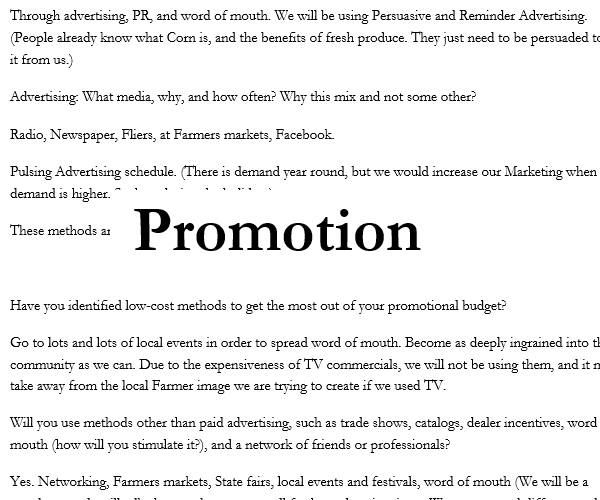 Through advertising, PR, and word of mouth. We will be using Persuasive and Reminder Advertising.
(People already know what Corn is, and the benefits of fresh produce. They just need to be persuaded to
it from us.)
Advertising: What media, why, and how often? Why this mix and not some other?
Radio, Newspaper, Fliers, at Farmers markets, Facebook.
Pulsing Advertising schedule. (There is demand year round, but we would increase our Marketing when
demand is higher.
These methods
Promotion
Have you identified low-cost methods to get the most out of your promotional budget?
Go to lots and lots of local events in order to spread word of mouth. Become as deeply ingrained into
community as we can. Due to the expensiveness of TV commercials, we will not be using them, and it
take away from the local Farmer image we are trying to create if we used TV.
Will you use methods other than paid advertising, such as trade shows, catalogs, dealer incentives, word
mouth (how will you stimulate it?), and a network of friends or professionals?
Yes. Networking, Farmers markets, State fairs, local events and festivals, word of mouth (We will be a